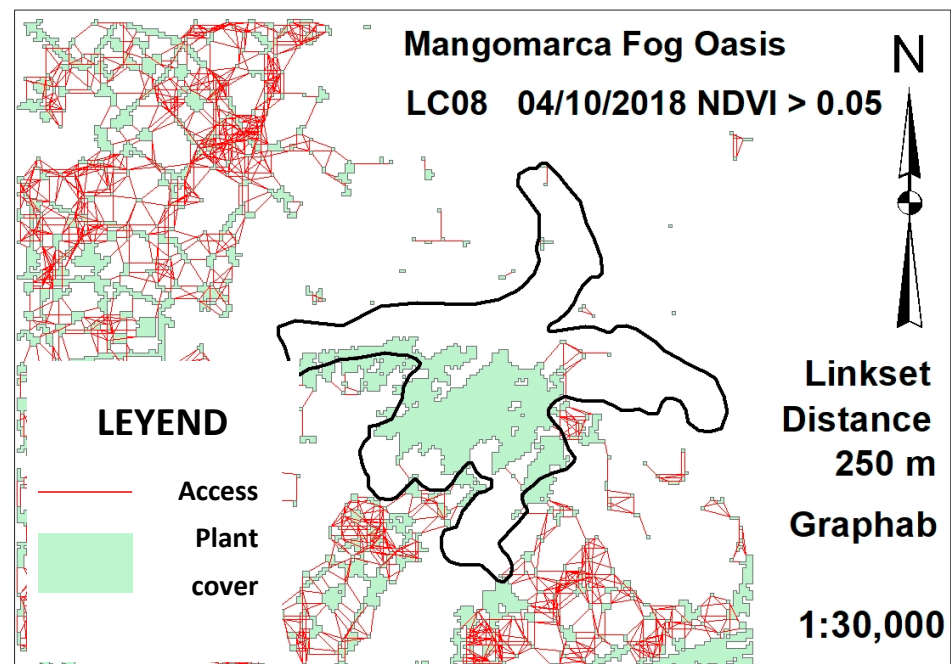 Mangomarca Fog Oasis
LC08 04/10/2018 NDVI > 0.05
N
Linkset
Distance
250 m
Graphab
1:30,000
LEYEND
Access
Plant
cover